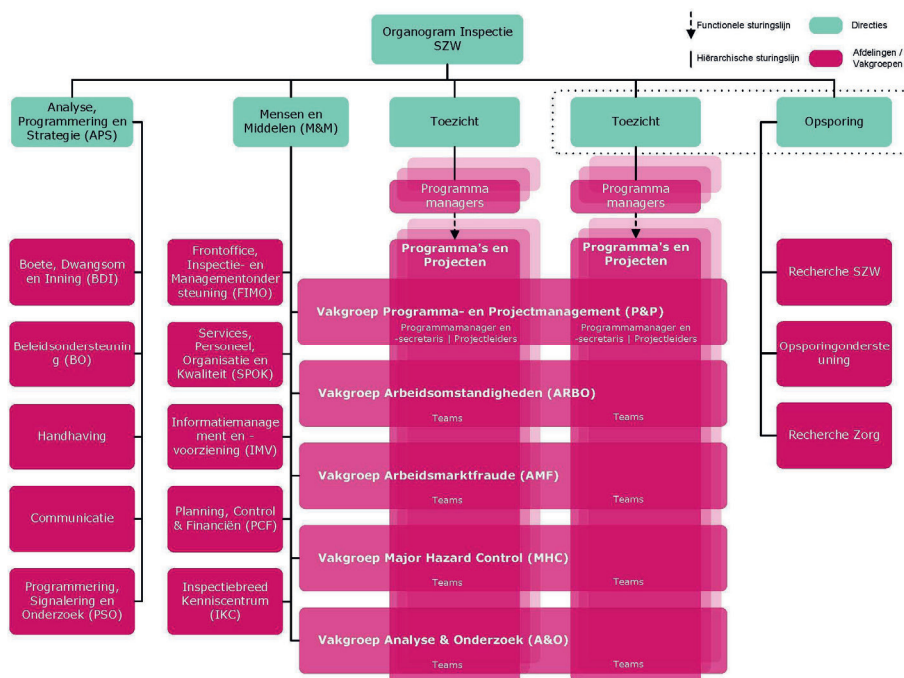 Organogram Inspectie
SZW
Functionele sturingslijn
Directies
Hiërarchische sturingslijn
Afdelingen /
Vakgroepen
Analyse,
Programmering en
Strategie (APS)
Mensen en
Middelen (M&M)
Toezicht
Toezicht
Opsporing
Programma
managers
Programma
managers
Programma's en
Projecten
Programma's en
Projecten
Boete, Dwangsom
en Inning (BDI)
Beleidsondersteunin
g (BO)
Handhaving
Communicatie
Programmering,
Signalering en
Onderzoek (PSO)
Frontoffice,
Inspectie- en
Managementonder
steuning (FIMO)
Services,
Personeel,
Organisatie en
Kwaliteit (SPOK)
Informatiemanage
ment en -
voorziening (IMV)
Planning, Control
& Financiën (PCF)
Inspectiebreed
Kenniscentrum
(IKC)
Vakgroep Programma- en Projectmanagement (P&P)
Programmamanager en
-secretaris | Projectleiders
Programmamanager en
-secretaris | Projectleiders
Vakgroep Arbeidsomstandigheden (ARBO)
Teams
Teams
Vakgroep Arbeidsmarktfraude (AMF)
Teams
Teams
Vakgroep Major Hazard Control (MHC)
Teams
Teams
Vakgroep Analyse & Onderzoek (A&O)
Teams
Teams
Recherche SZW
Opsporingonderste
uning
Recherche Zorg